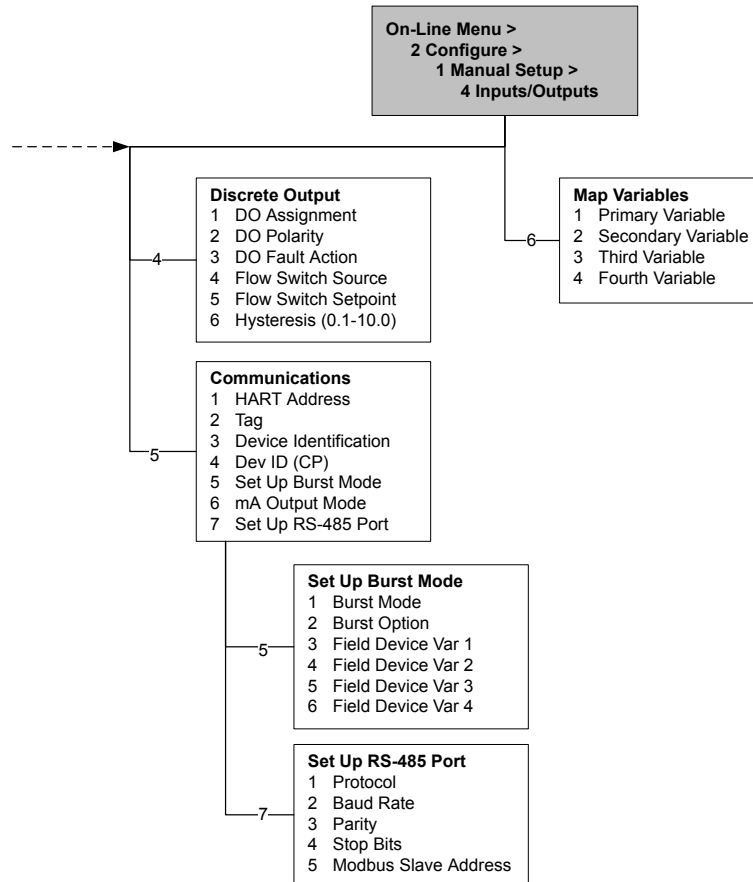 On-Line Menu >
2 Configure >
1 Manual Setup >
4 Inputs/Outputs
4
Discrete Output
1 DO Assignment
2 DO Polarity
3 DO Fault Action
4 Flow Switch Source
5 Flow Switch Setpoint
6 Hysteresis (0.1-10.0)
6
Map Variables
1 Primary Variable
2 Secondary Variable
3 Third Variable
4 Fourth Variable
5
Communications
1 HART Address
2 Tag
3 Device Identification
4 Dev ID (CP)
5 Set Up Burst Mode
6 mA Output Mode
7 Set Up RS-485 Port
5
Set Up Burst Mode
1 Burst Mode
2 Burst Option
3 Field Device Var 1
4 Field Device Var 2
5 Field Device Var 3
6 Field Device Var 4
7
Set Up RS-485 Port
1 Protocol
2 Baud Rate
3 Parity
4 Stop Bits
5 Modbus Slave Address